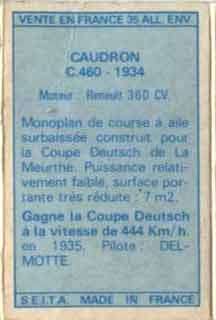 VENTE EN FRANCE 35 ALL. ENV.
CAUDRON
C.460 - 1934
Moteur : Renault 360 CV.
Monoplan de course à aile
surbaissée construit pour
la Coupe Deutsch de La
Meurthe. Puissance relati-
vement faible, surface por-
tante très réduite : 7 m2.
Gagne la Coupe Deutsch
à la vitesse de 444 Km/h.
en 1935. Pilote : DEL-
MOTTE.
S.E.I.T.A. MADE IN FRANCE